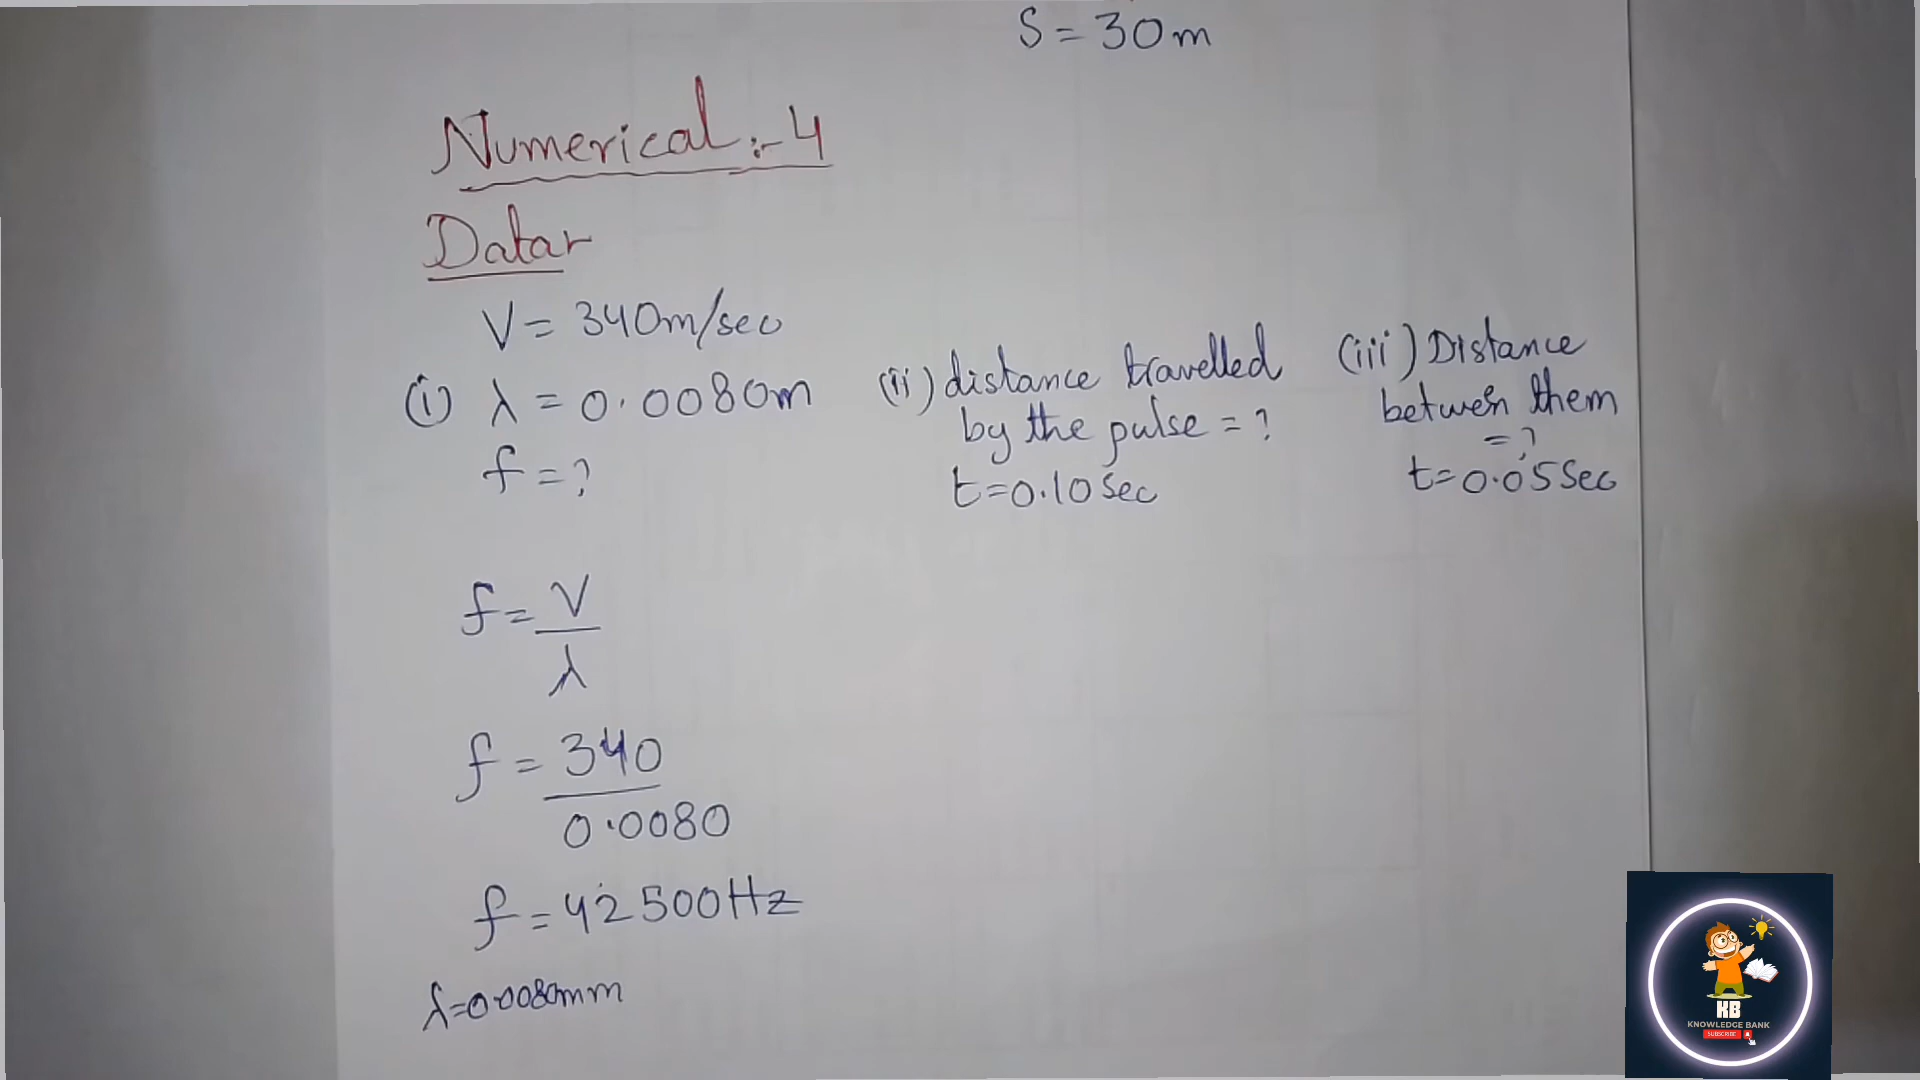 S = 30m
Numerical :- 4
Data:-
V = 340m/sec
(i) λ = 0.0080m
f = ?
(ii) distance travelled
by the pulse = ?
t=0.10 Sec
(iii) Distance
between them
= ?
t=0.05 Sec
f = V
λ
f = 340
0.0080
f = 42500Hz
λ=0.0080mm
KB
KNOWLEDGE BANK
SUBSCRIBE